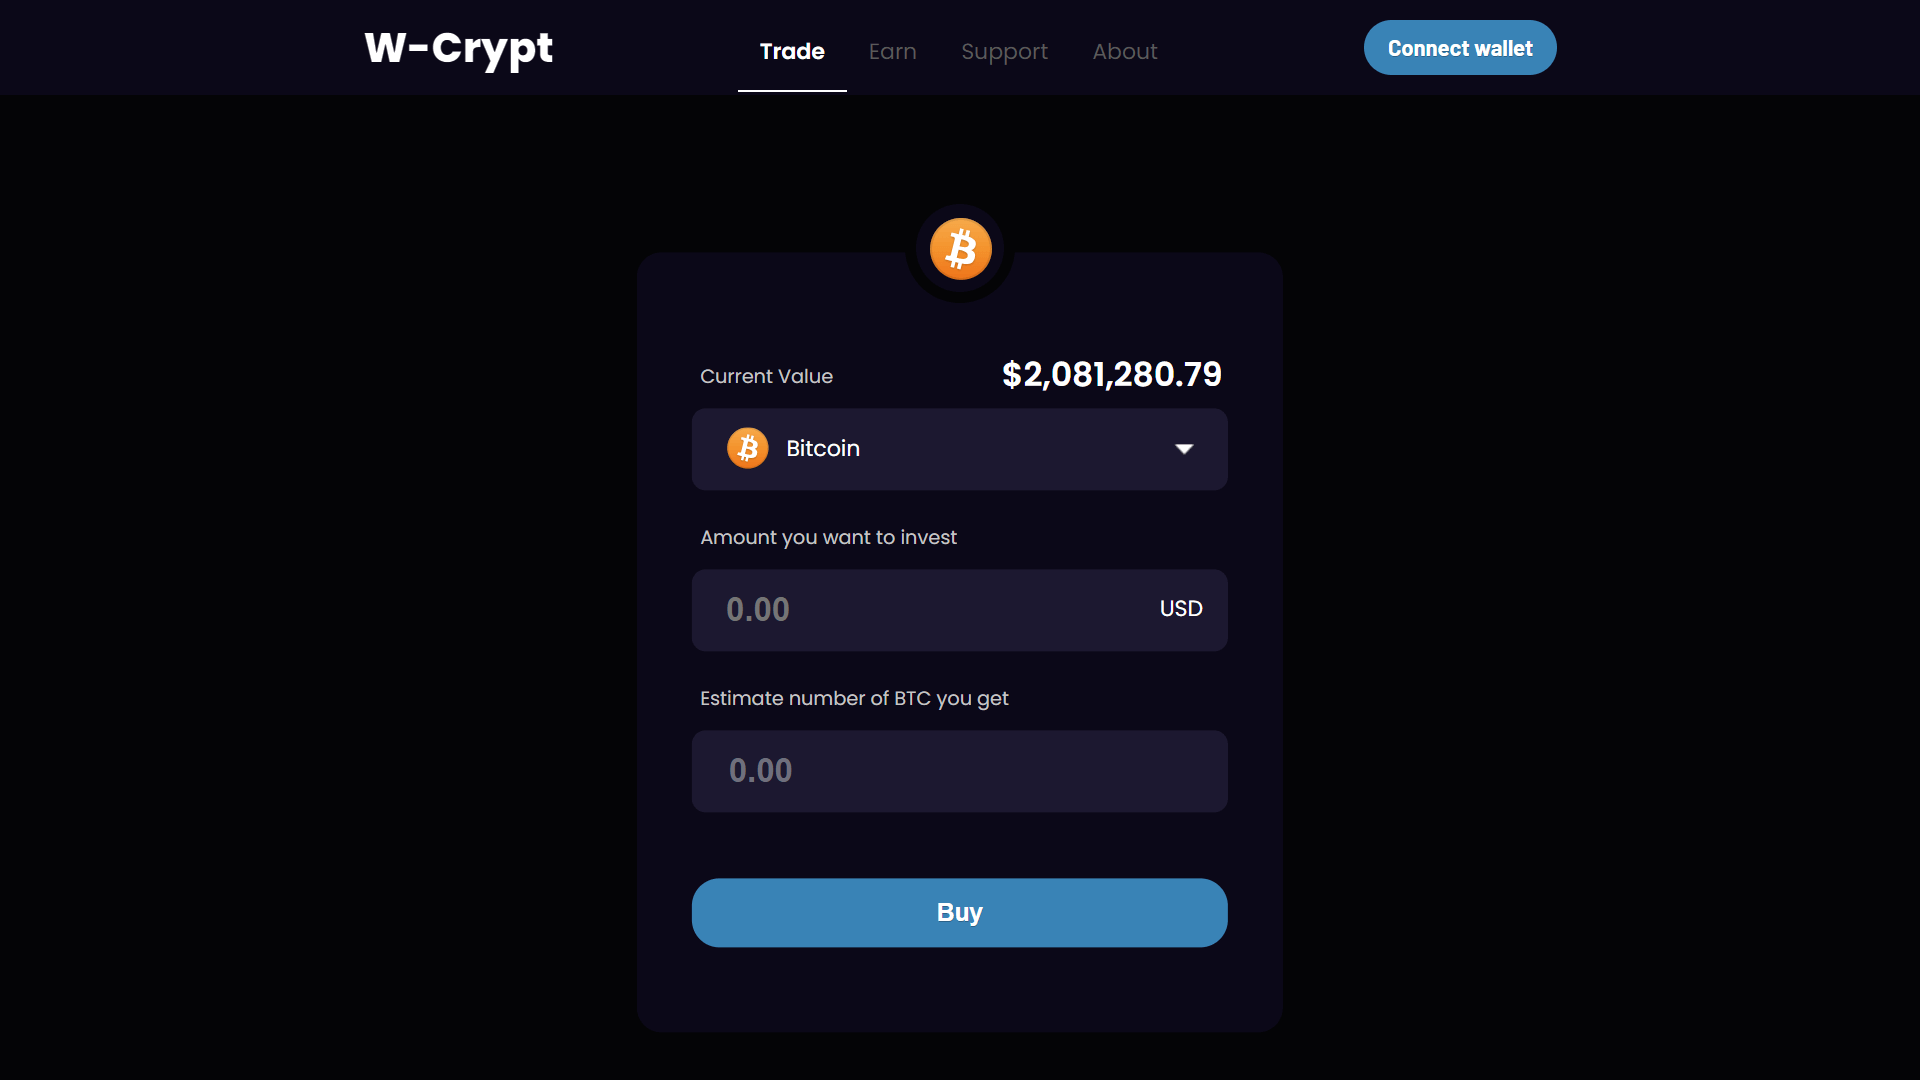 W-Crypt
Trade Earn Support About
Connect wallet
Current Value $2,081,280.79
Bitcoin
Amount you want to invest
0.00 USD
Estimate number of BTC you get
0.00
Buy